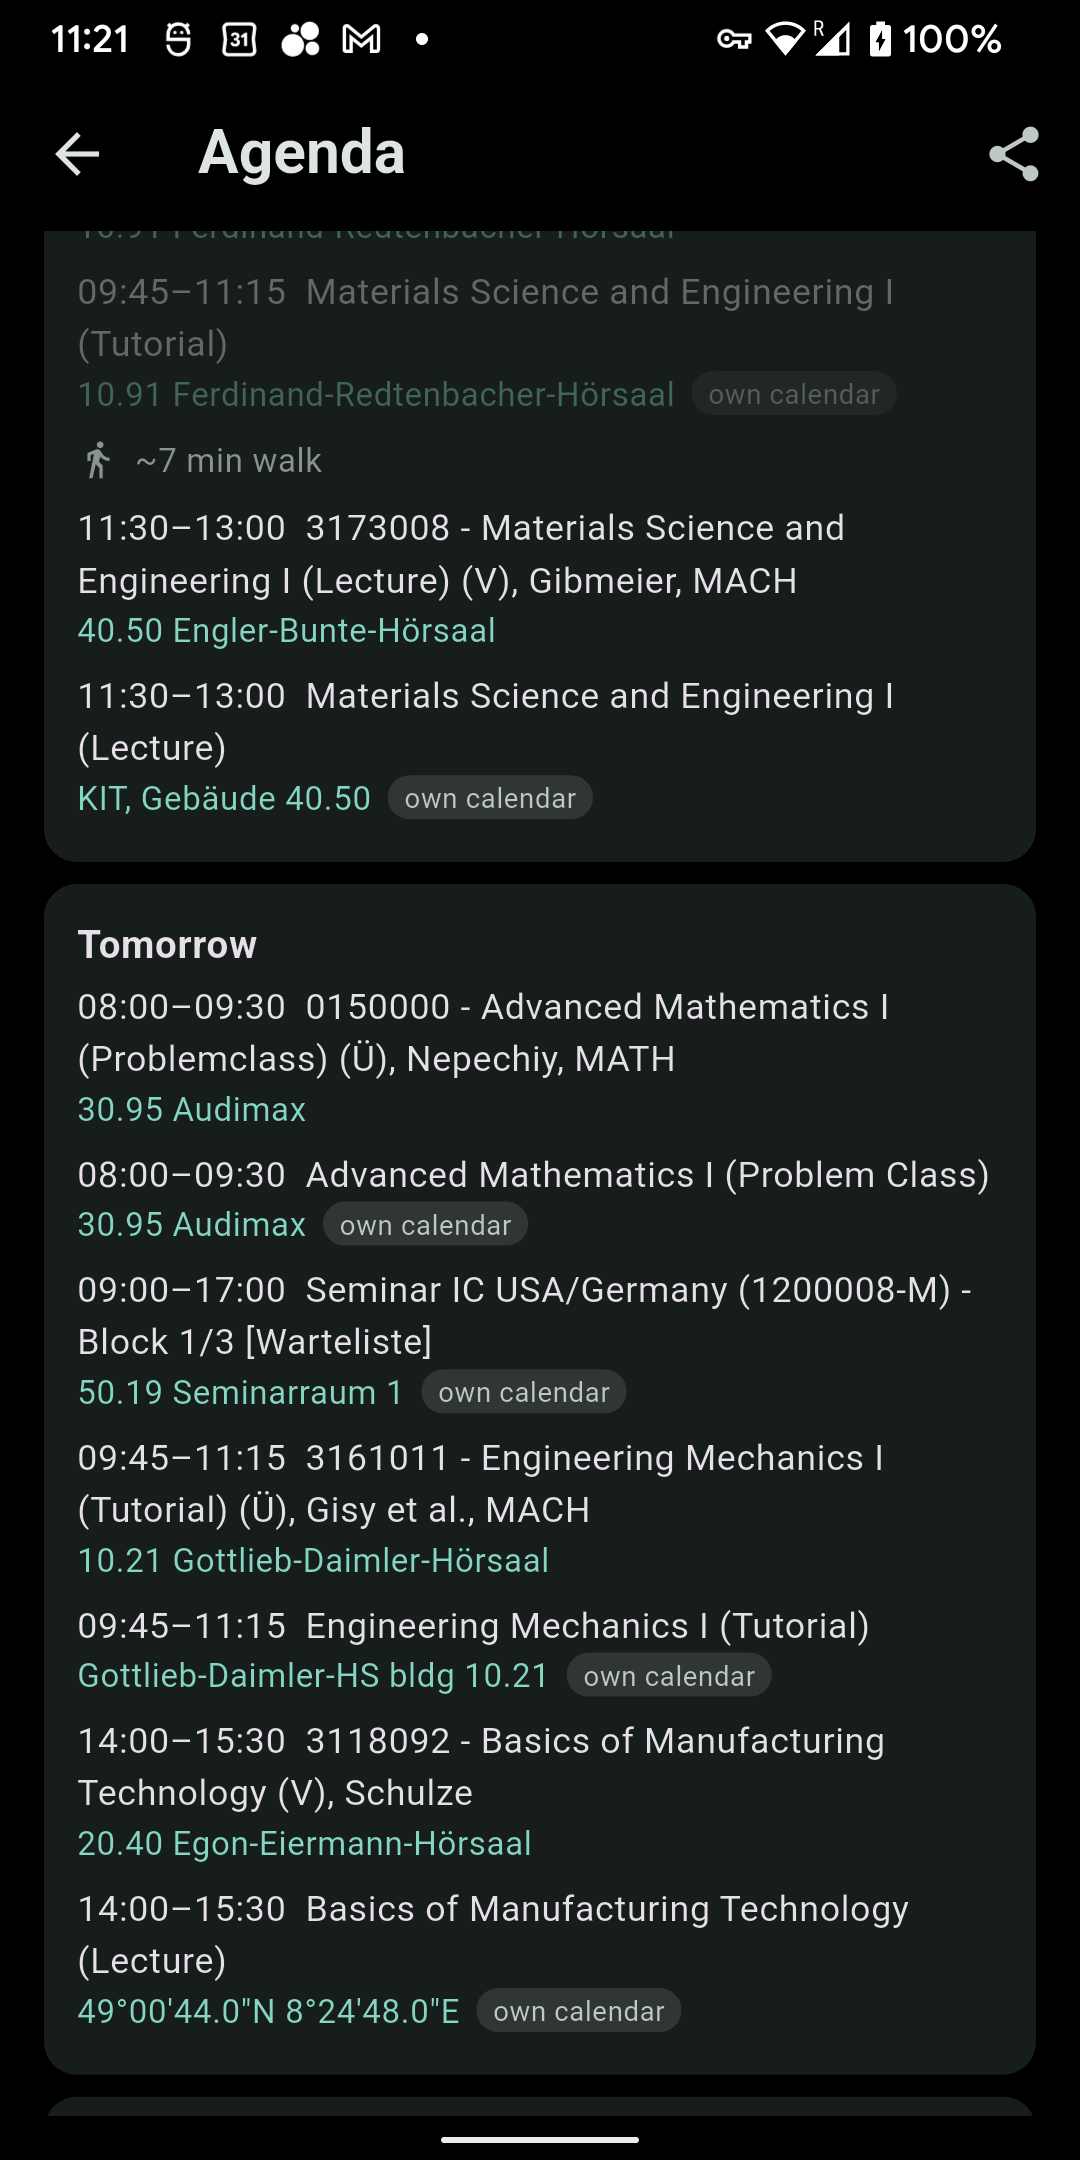 11:21
31
R
100%
Agenda
10.91 Ferdinand-Redtenbacher-Hörsaal
09:45–11:15 Materials Science and Engineering I
(Tutorial)
10.91 Ferdinand-Redtenbacher-Hörsaal own calendar
~7 min walk
11:30–13:00 3173008 - Materials Science and
Engineering I (Lecture) (V), Gibmeier, MACH
40.50 Engler-Bunte-Hörsaal
11:30–13:00 Materials Science and Engineering I
(Lecture)
KIT, Gebäude 40.50 own calendar
Tomorrow
08:00–09:30 0150000 - Advanced Mathematics I
(Problemclass) (Ü), Nepechiy, MATH
30.95 Audimax
08:00–09:30 Advanced Mathematics I (Problem Class)
30.95 Audimax own calendar
09:00–17:00 Seminar IC USA/Germany (1200008-M) -
Block 1/3 [Warteliste]
50.19 Seminarraum 1 own calendar
09:45–11:15 3161011 - Engineering Mechanics I
(Tutorial) (Ü), Gisy et al., MACH
10.21 Gottlieb-Daimler-Hörsaal
09:45–11:15 Engineering Mechanics I (Tutorial)
Gottlieb-Daimler-HS bldg 10.21 own calendar
14:00–15:30 3118092 - Basics of Manufacturing
Technology (V), Schulze
20.40 Egon-Eiermann-Hörsaal
14:00–15:30 Basics of Manufacturing Technology
(Lecture)
49°00'44.0"N 8°24'48.0"E own calendar